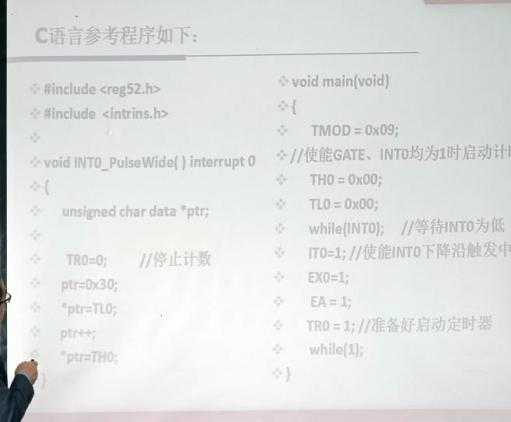 C语言参考程序如下：
#include <reg52.h>
#include <intrins.h>
void INT0_PulseWide( ) interrupt 0
{
unsigned char data *ptr;
TR0=0; //停止计数
ptr=0x30;
*ptr=TL0;
ptr++;
*ptr=TH0;
}
void main(void)
{
TMOD = 0x09;
//使能GATE、INT0均为1时启动计
TH0 = 0x00;
TL0 = 0x00;
while(INT0); //等待INT0为低
IT0=1; //使能INT0下降沿触发中
EX0=1;
EA = 1;
TR0 = 1; //准备好启动定时器
while(1);
}